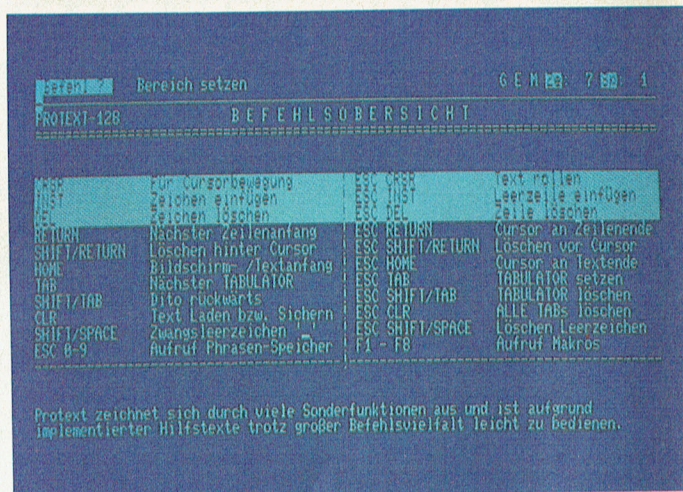 Befehl ? Bereich setzen G E M Ze: 7 Sp: 1
PROTEXT-128 B E F E H L S Ü B E R S I C H T
CRSR Für Cursorbewegung ESC CRSR Text rollen
INST Zeichen einfügen ESC INST Leerzeile einfügen
DEL Zeichen löschen ESC DEL Zeile löschen
RETURN Nächster Zeilenanfang ESC RETURN Cursor an Zeilenende
SHIFT/RETURN Löschen hinter Cursor ESC SHIFT/RETURN Löschen vor Cursor
HOME Bildschirm- /Textanfang ESC HOME Cursor an Textende
TAB Nächster TABULATOR ESC TAB TABULATOR setzen
SHIFT/TAB Dito rückwärts ESC SHIFT/TAB TABULATOR löschen
CLR Text Laden bzw. Sichern ESC CLR ALLE TABs löschen
SHIFT/SPACE Zwangsleerzeichen '_' ESC SHIFT/SPACE Löschen Leerzeichen
ESC 0-9 Aufruf Phrasen-Speicher F1 - F8 Aufruf Makros
Protext zeichnet sich durch viele Sonderfunktionen aus und ist aufgrund
implementierter Hilfstexte trotz großer Befehlsvielfalt leicht zu bedienen.